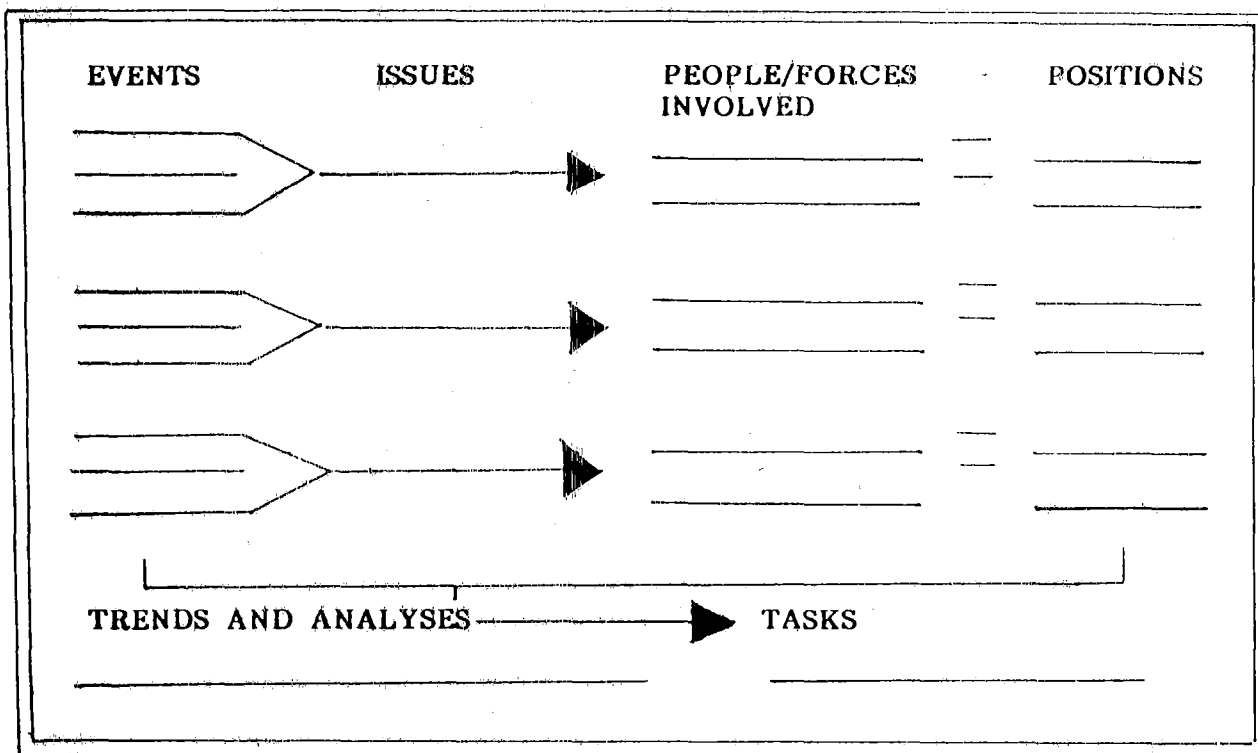 EVENTS ISSUES PEOPLE/FORCES POSITIONS
INVOLVED
TRENDS AND ANALYSES TASKS